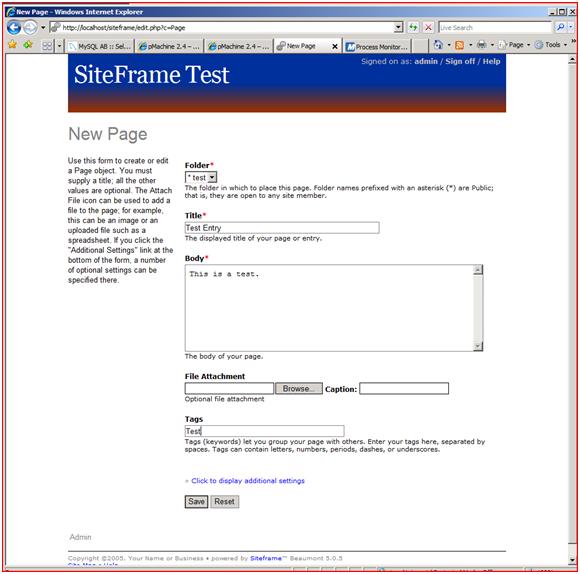 New Page - Windows Internet Explorer
http://localhost/siteframe/edit.php?c=Page
Live Search
MySQL AB :: Sel...
pMachine 2.4 – ...
pMachine 2.4 – ...
New Page
Process Monitor...
Page
Tools
Signed on as: admin / Sign off / Help
SiteFrame Test
New Page
Use this form to create or edit
a Page object. You must
supply a title; all the other
values are optional. The Attach
File icon can be used to add a
file to the page; for example,
this can be an image or an
uploaded file such as a
spreadsheet. If you click the
"Additional Settings" link at the
bottom of the form, a number
of optional settings can be
specified there.
Folder*
* test
The folder in which to place this page. Folder names prefixed with an asterisk (*) are Public;
that is, they are open to any site member.
Title*
Test Entry
The displayed title of your page or entry.
Body*
This is a test.
The body of your page.
File Attachment
Browse... Caption:
Optional file attachment
Tags
Test
Tags (keywords) let you group your page with others. Enter your tags here, separated by
spaces. Tags can contain letters, numbers, periods, dashes, or underscores.
» Click to display additional settings
Save Reset
Admin
Copyright ©2005, Your Name or Business • powered by Siteframe™ Beaumont 5.0.5
Site Map • Help